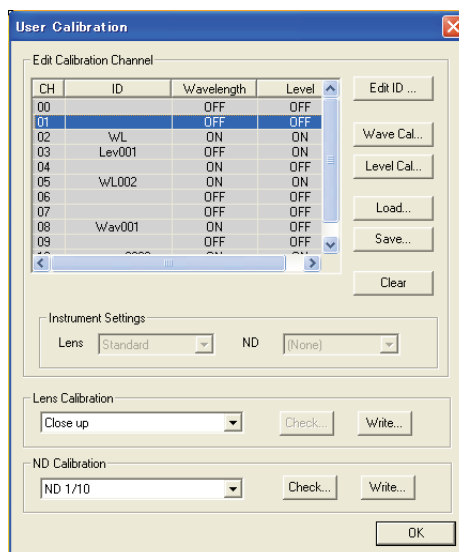 User Calibration
Edit Calibration Channel
CH ID Wavelength Level
00 OFF OFF
01 OFF OFF
02 WL ON ON
03 Lev001 OFF ON
04 ON ON
05 WL002 ON ON
06 OFF OFF
07 OFF OFF
08 Wav001 ON OFF
09 OFF OFF
Edit ID ...
Wave Cal...
Level Cal...
Load...
Save...
Clear
Instrument Settings
Lens Standard ND (None)
Lens Calibration
Close up Check... Write...
ND Calibration
ND 1/10 Check... Write...
OK